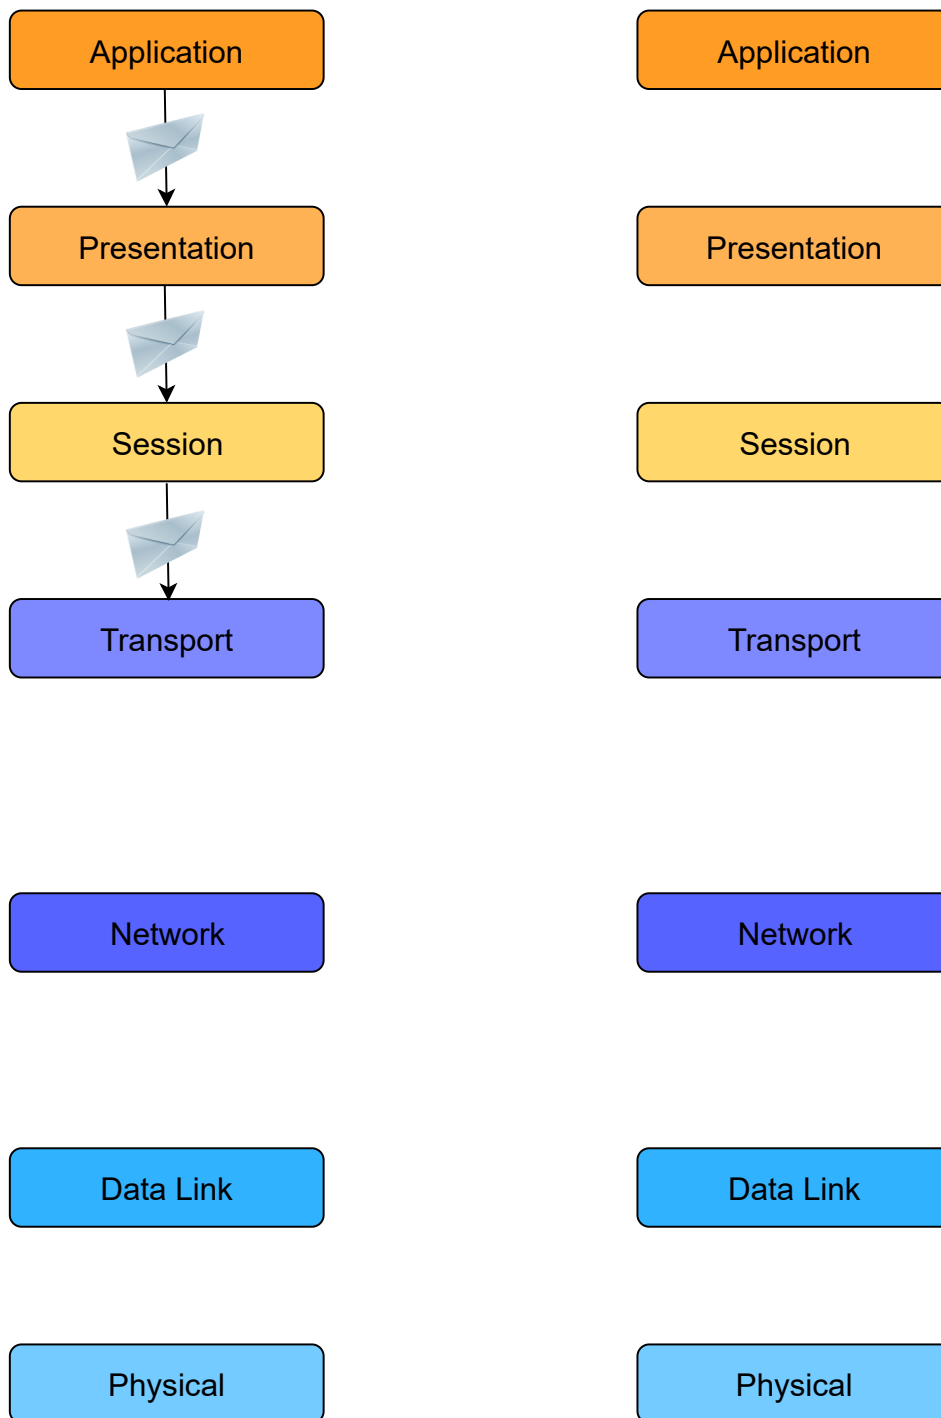 Application
Application
Presentation
Presentation
Session
Session
Transport
Transport
Network
Network
Data Link
Data Link
Physical
Physical